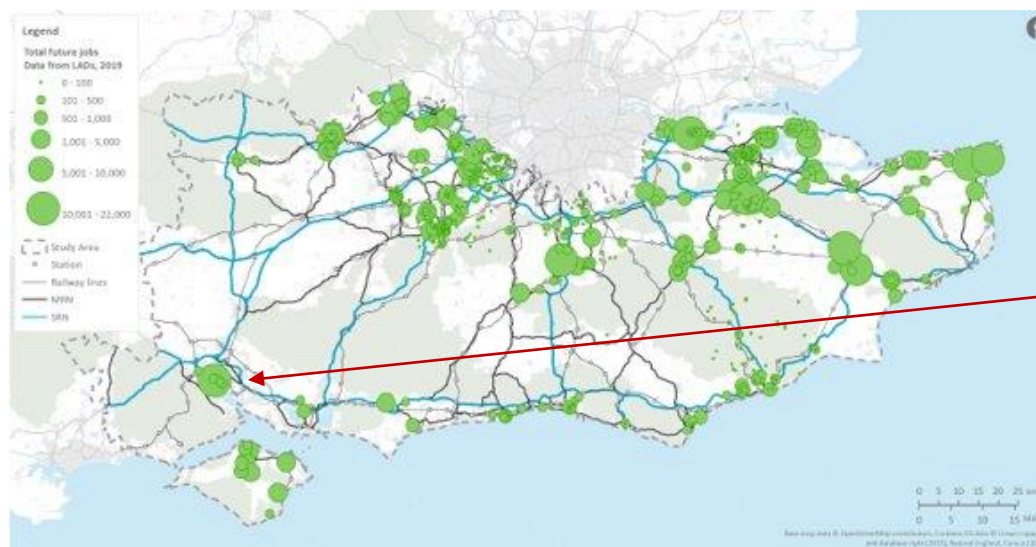 Legend
Total future jobs
Data from LADs, 2019
0 - 100
101 - 500
501 - 1,000
1,001 - 5,000
5,001 - 10,000
10,001 - 22,000
Study Area
Station
Railway lines
MRN
SRN
0 5 10 15 20 25
0 5 10 15